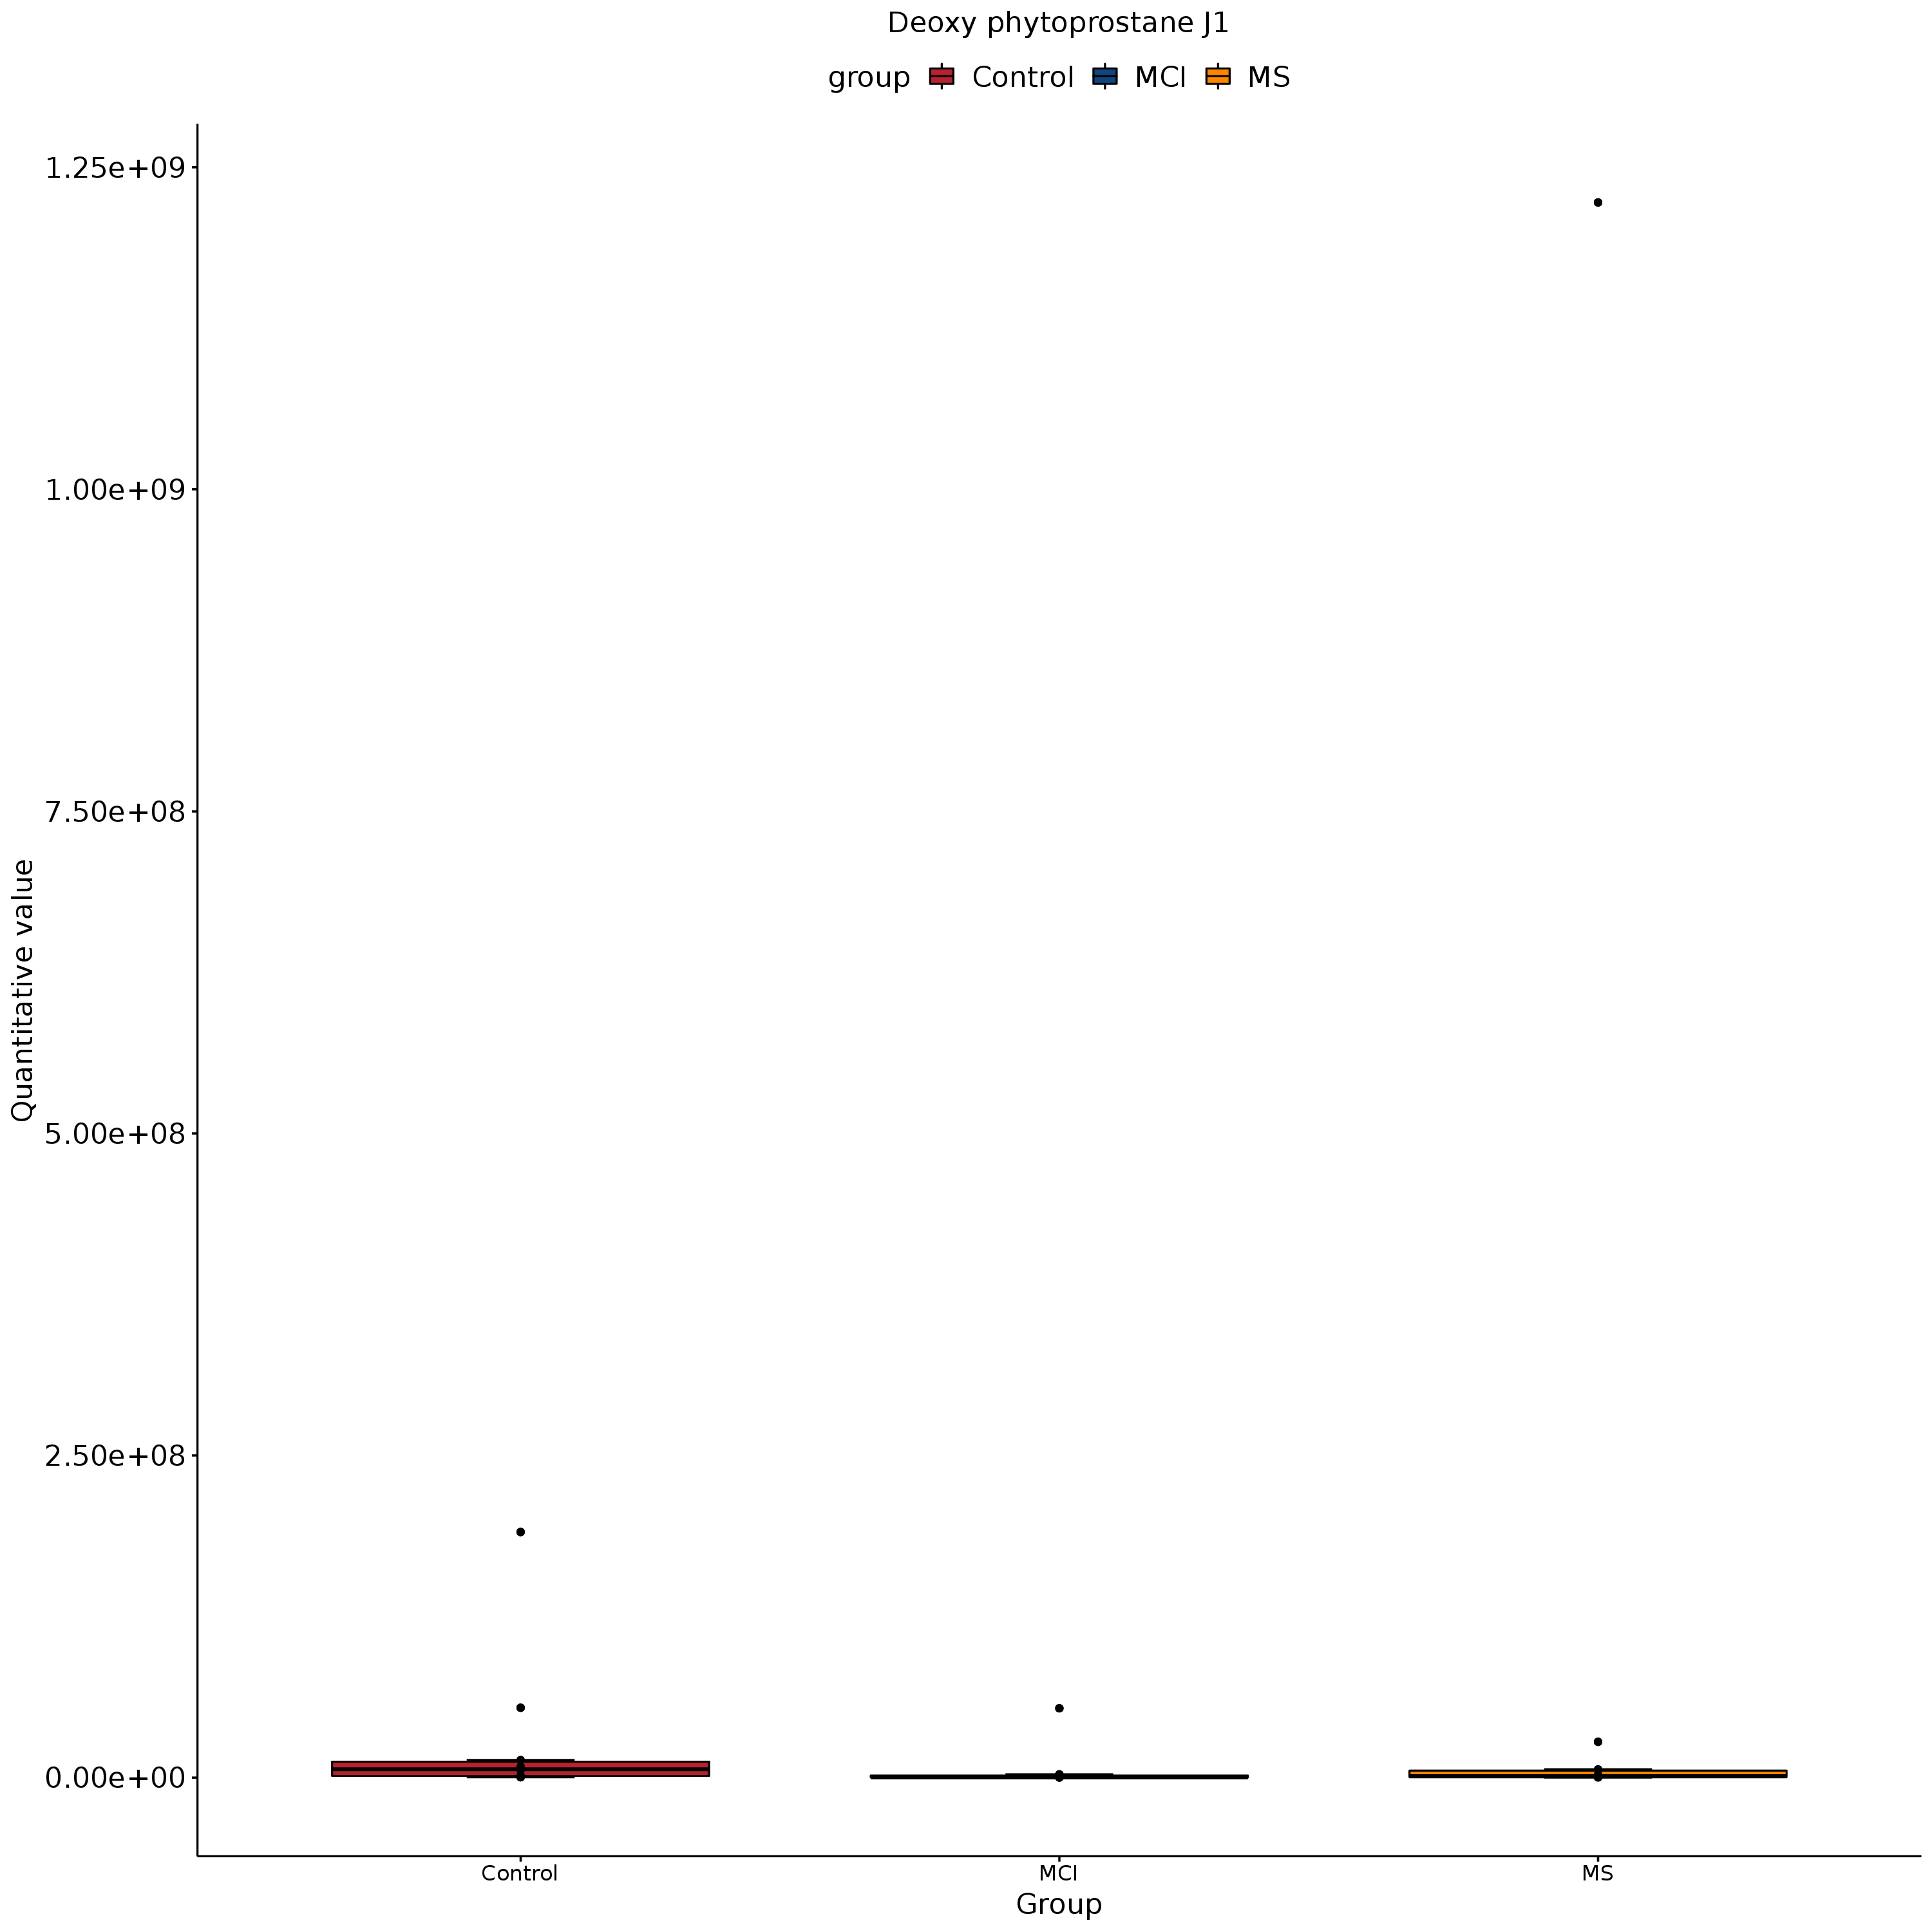 Deoxy phytoprostane J1
group Control MCI MS
1.25e+09
1.00e+09
7.50e+08
5.00e+08
2.50e+08
0.00e+00
Quantitative value
Control MCI MS
Group